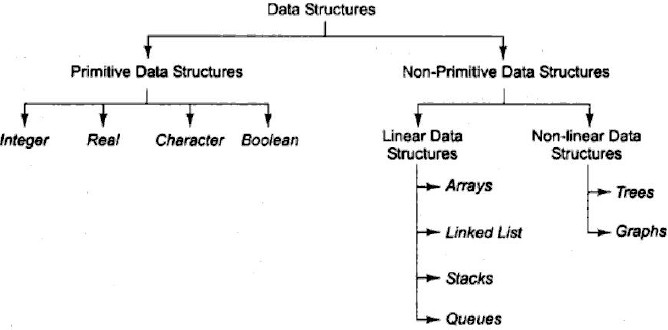 Data Structures
Primitive Data Structures
Non-Primitive Data Structures
Integer
Real
Character
Boolean
Linear Data
Structures
Non-linear Data
Structures
Arrays
Linked List
Stacks
Queues
Trees
Graphs